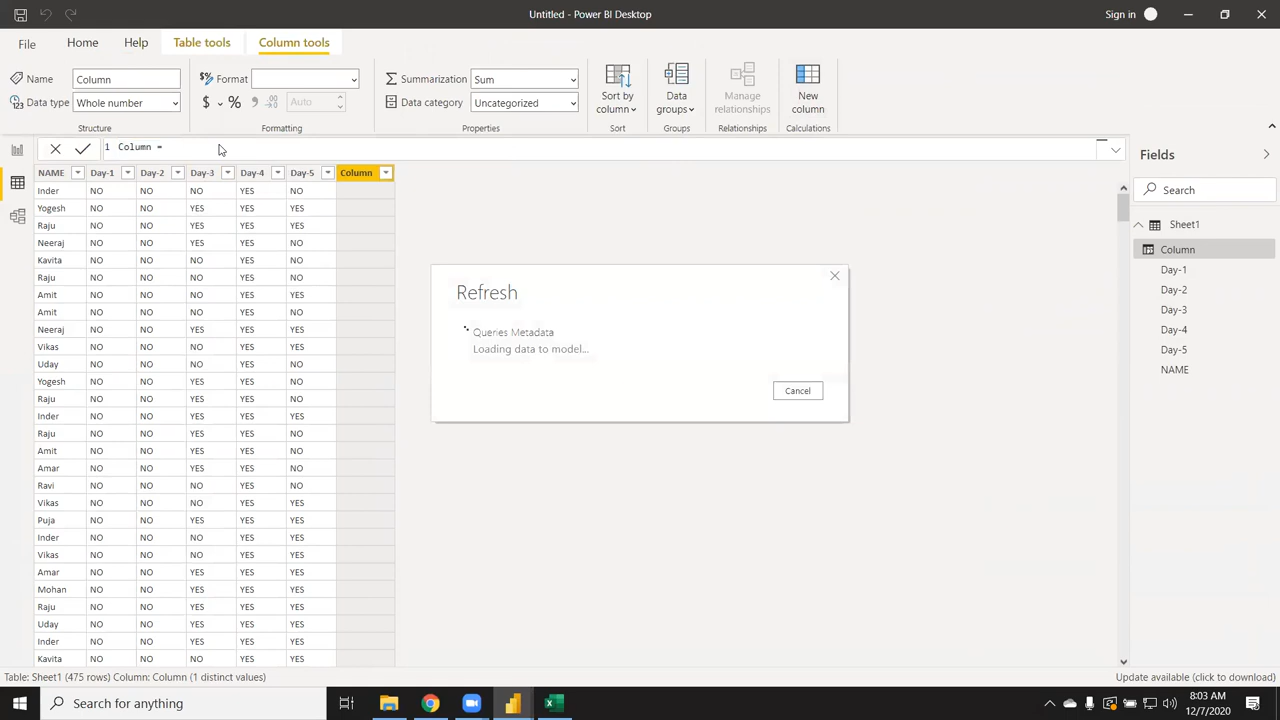 Untitled - Power BI Desktop
Sign in
File
Home
Help
Table tools
Column tools
Name
Column
Format
Summarization
Sum
Data type
Whole number
$
%
Auto
Data category
Uncategorized
Sort by column
Data groups
Manage relationships
New column
Structure
Formatting
Properties
Sort
Groups
Relationships
Calculations
1 Column =
NAME Day-1 Day-2 Day-3 Day-4 Day-5 Column
Inder NO NO NO YES NO
Yogesh NO NO YES YES YES
Raju NO NO YES YES YES
Neeraj NO NO YES YES NO
Kavita NO NO NO YES NO
Raju NO NO NO YES NO
Amit NO NO NO YES YES
Amit NO NO NO YES NO
Neeraj NO NO YES YES YES
Vikas NO NO NO YES YES
Uday NO NO NO YES NO
Yogesh NO NO YES YES NO
Raju NO NO YES YES NO
Inder NO NO YES YES YES
Raju NO NO YES YES NO
Amit NO NO YES YES NO
Amar NO NO YES YES NO
Ravi NO NO NO YES NO
Vikas NO NO NO YES YES
Puja NO NO YES YES YES
Inder NO NO NO YES YES
Vikas NO NO NO YES YES
Amar NO NO YES YES YES
Mohan NO NO YES YES YES
Raju NO NO YES YES YES
Uday NO NO YES YES YES
Inder NO NO YES YES YES
Kavita NO NO NO YES YES
Refresh
Queries Metadata
Loading data to model...
Cancel
Fields
Search
Sheet1
Column
Day-1
Day-2
Day-3
Day-4
Day-5
NAME
Table: Sheet1 (475 rows) Column: Column (1 distinct values)
Update available (click to download)
Search for anything
8:03 AM
12/7/2020